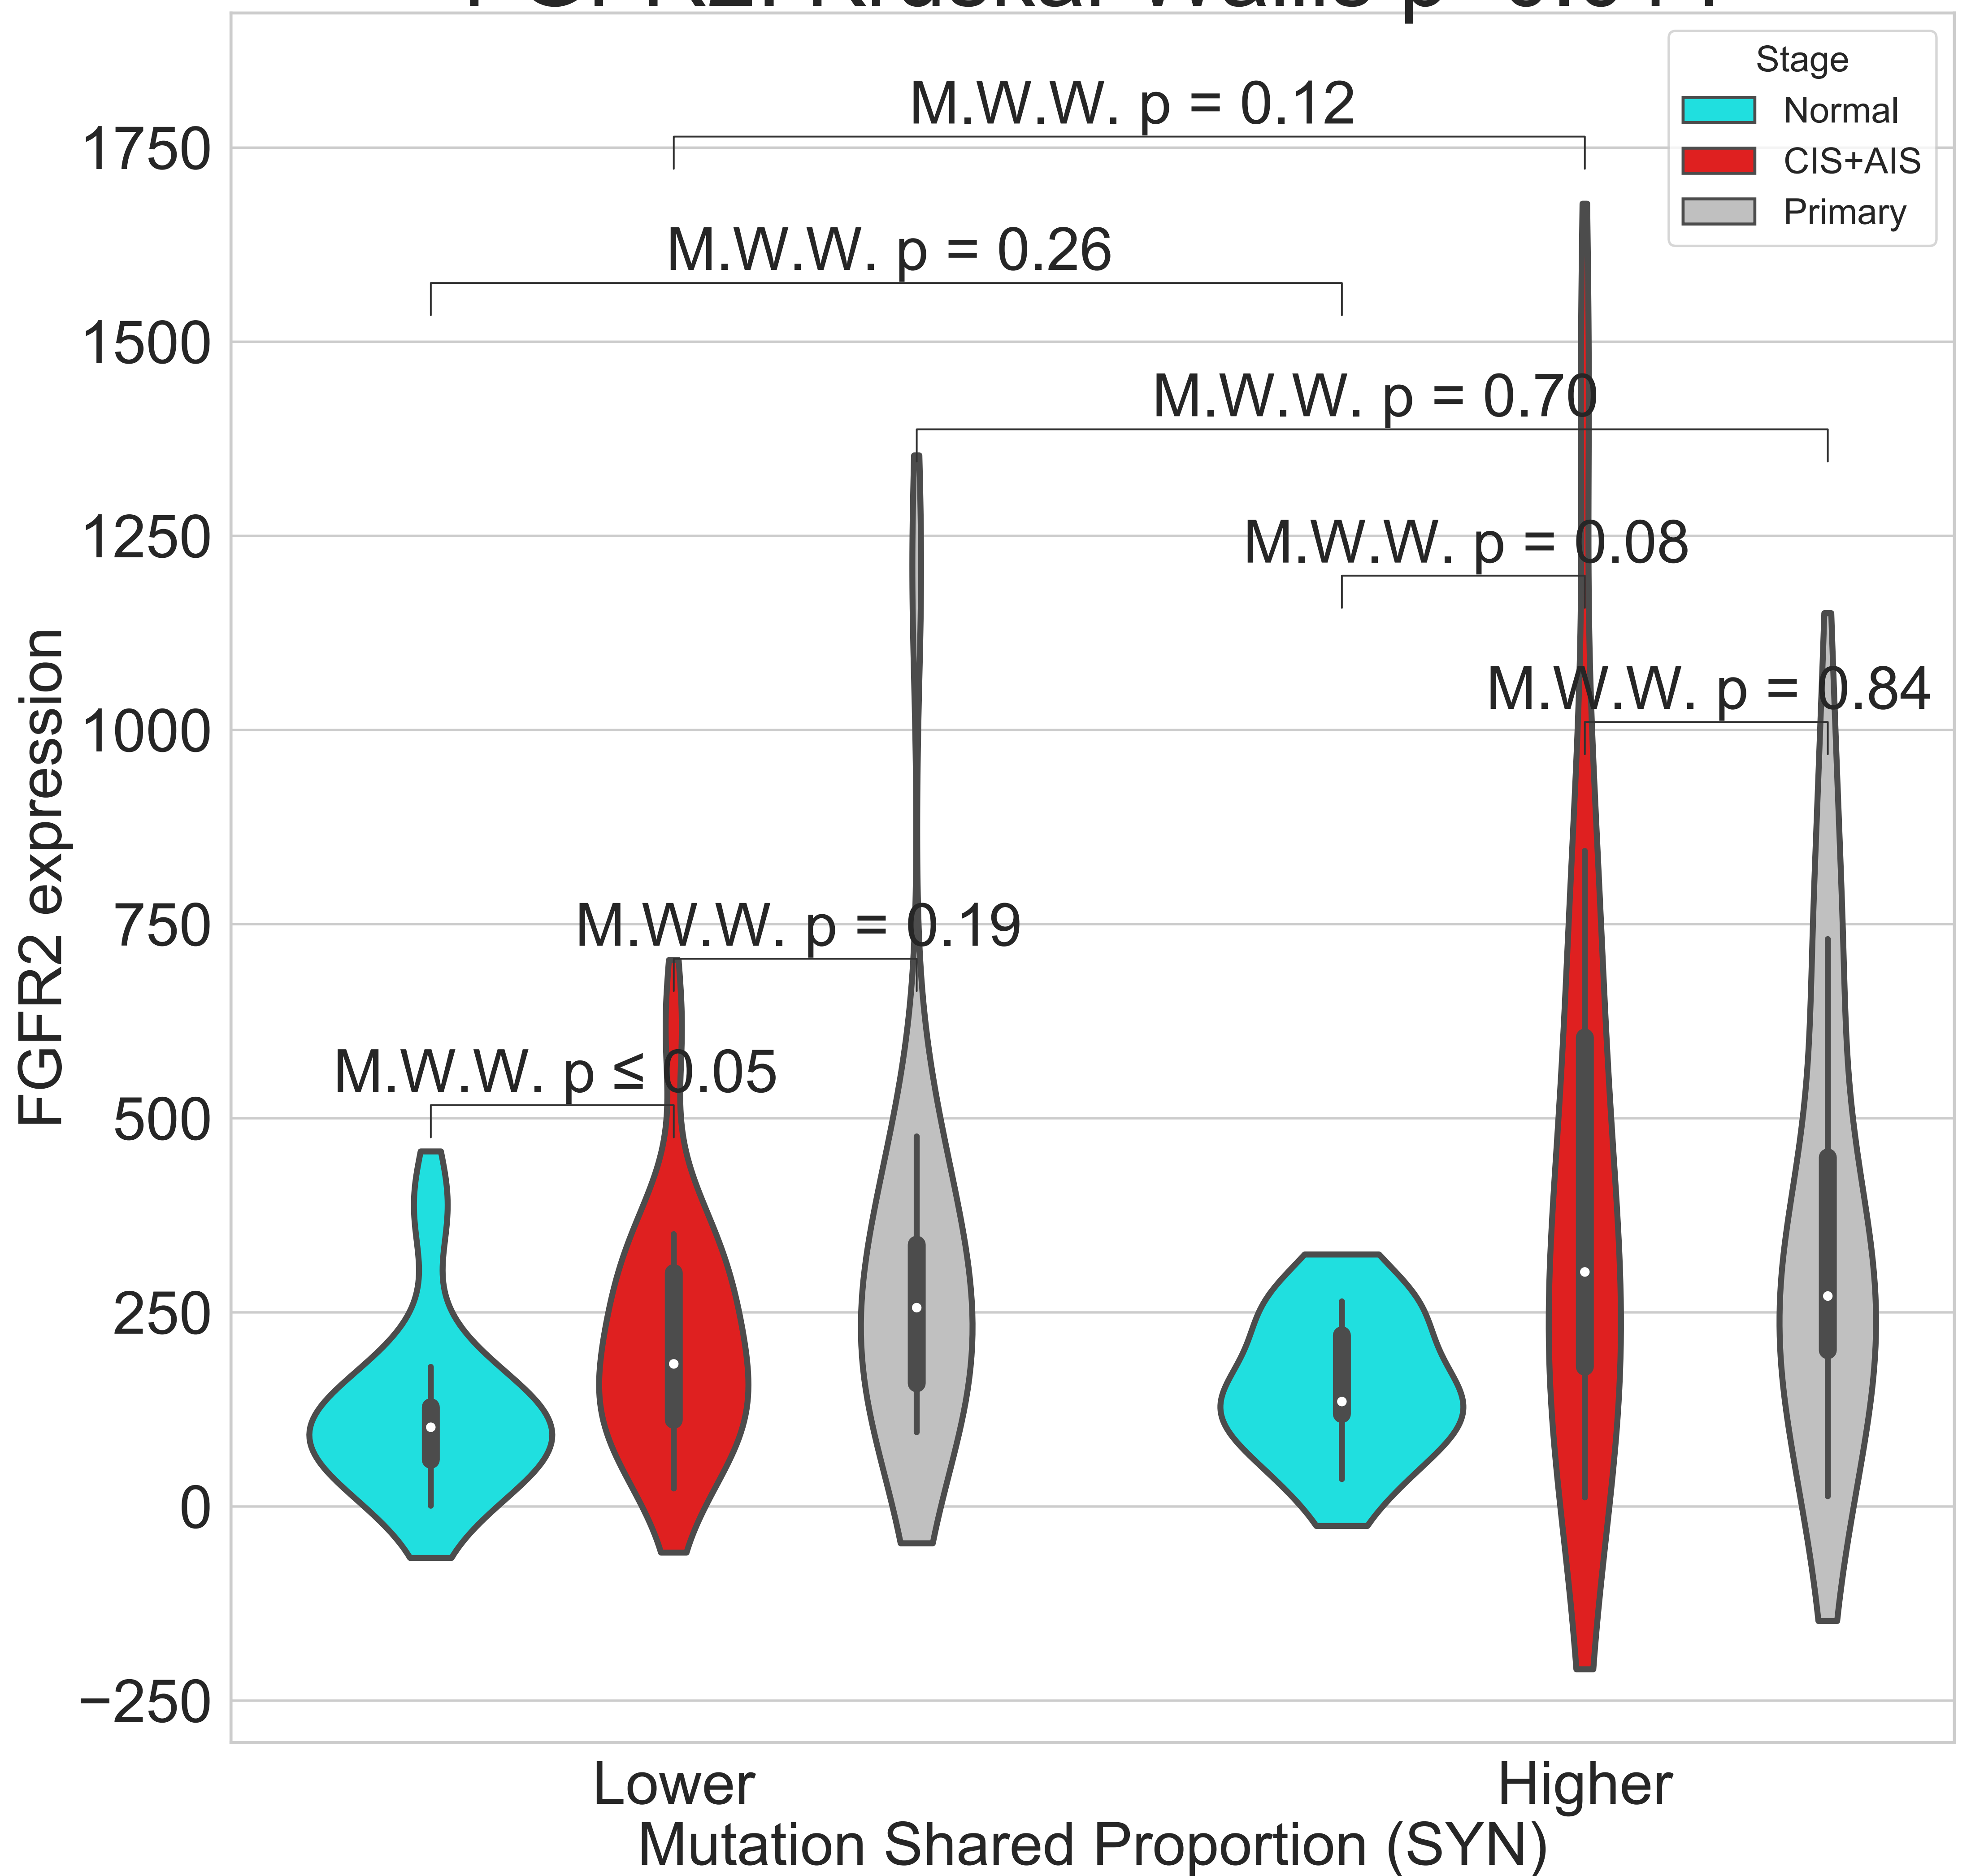 Stage
Normal
CIS+AIS
Primary
M.W.W. p = 0.12
M.W.W. p = 0.26
M.W.W. p = 0.70
M.W.W. p = 0.08
M.W.W. p = 0.84
M.W.W. p = 0.19
M.W.W. p ≤ 0.05
FGFR2 expression
1750
1500
1250
1000
750
500
250
0
−250
Lower
Higher
Mutation Shared Proportion (SYN)